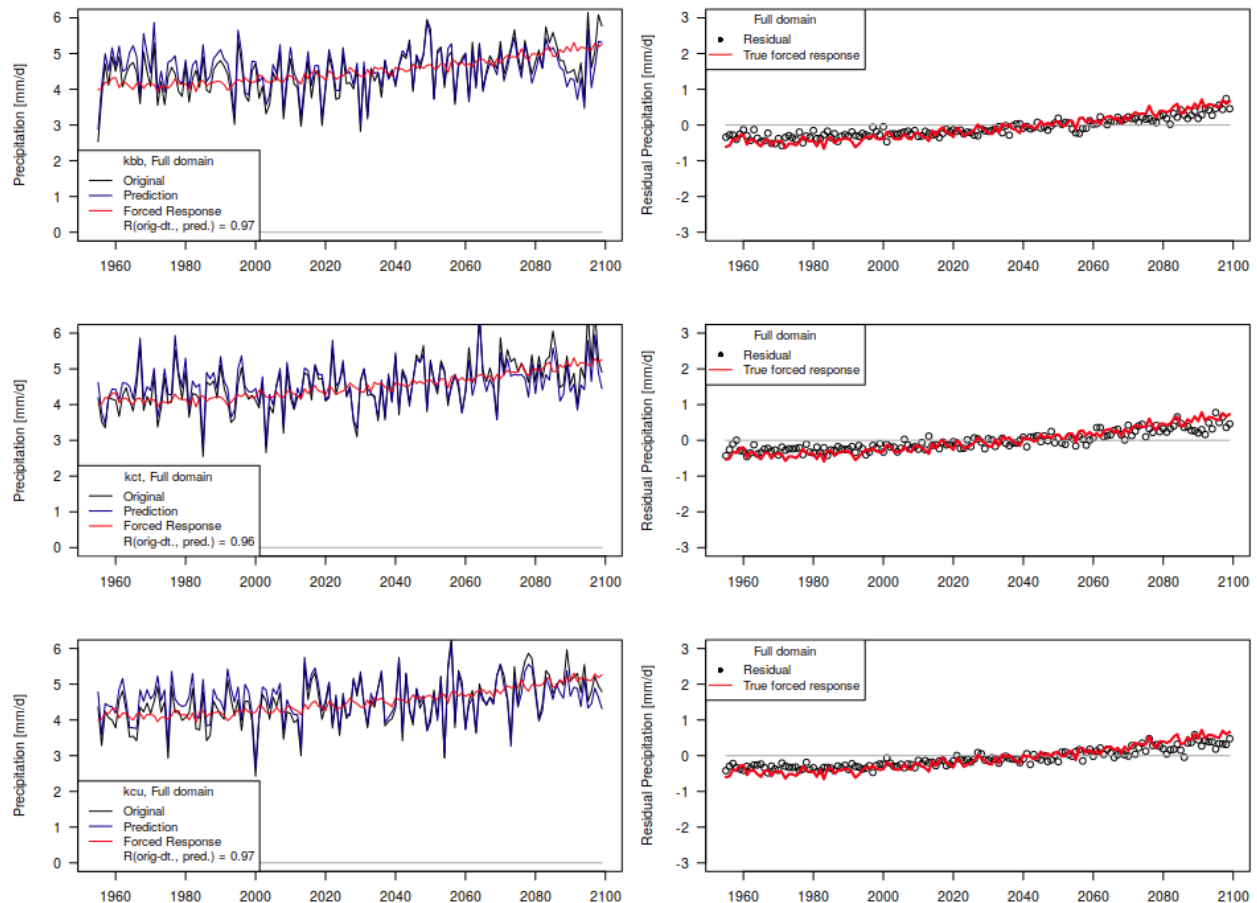 Precipitation [mm/d]
6
5
4
3
2
1
0
kbb, Full domain
Original
Prediction
Forced Response
R(orig-dt., pred.) = 0.97
1960 1980 2000 2020 2040 2060 2080 2100
Residual Precipitation [mm/d]
3
2
1
0
-1
-2
-3
Full domain
Residual
True forced response
1960 1980 2000 2020 2040 2060 2080 2100
Precipitation [mm/d]
6
5
4
3
2
1
0
kct, Full domain
Original
Prediction
Forced Response
R(orig-dt., pred.) = 0.96
1960 1980 2000 2020 2040 2060 2080 2100
Residual Precipitation [mm/d]
3
2
1
0
-1
-2
-3
Full domain
Residual
True forced response
1960 1980 2000 2020 2040 2060 2080 2100
Precipitation [mm/d]
6
5
4
3
2
1
0
kcu, Full domain
Original
Prediction
Forced Response
R(orig-dt., pred.) = 0.97
1960 1980 2000 2020 2040 2060 2080 2100
Residual Precipitation [mm/d]
3
2
1
0
-1
-2
-3
Full domain
Residual
True forced response
1960 1980 2000 2020 2040 2060 2080 2100